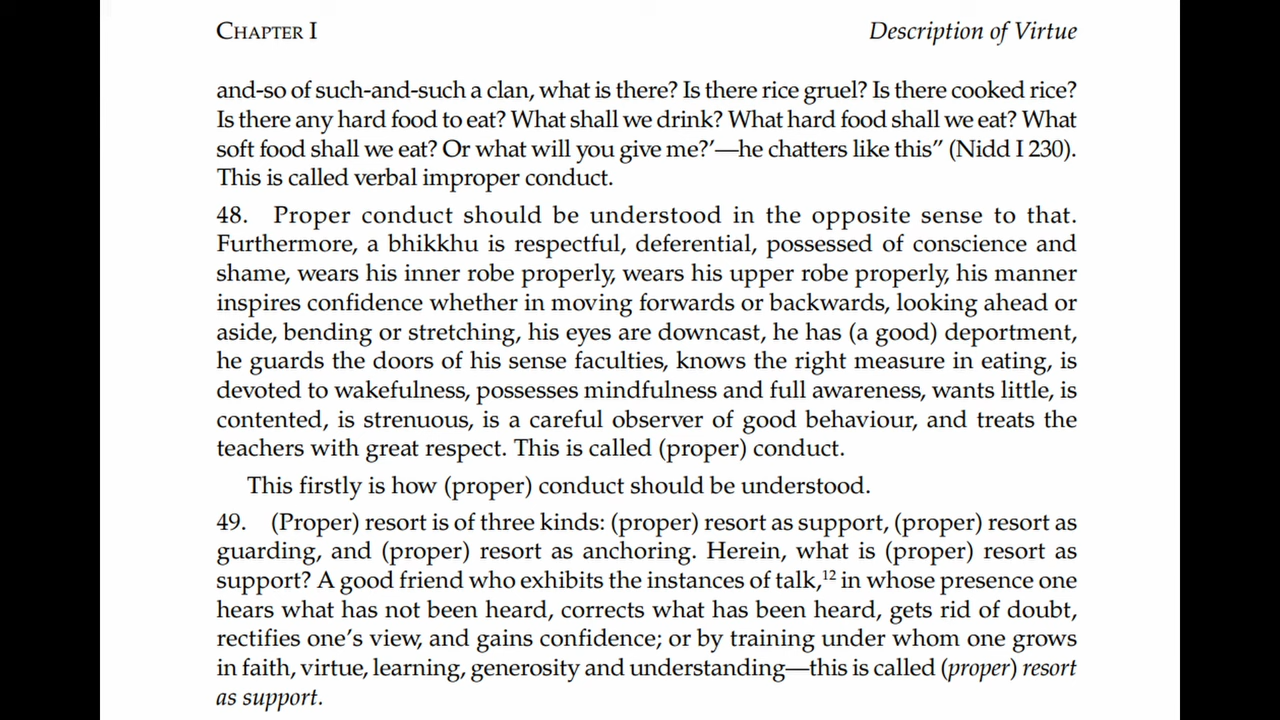 CHAPTER I
Description of Virtue
and-so of such-and-such a clan, what is there? Is there rice gruel? Is there cooked rice?
Is there any hard food to eat? What shall we drink? What hard food shall we eat? What
soft food shall we eat? Or what will you give me?’—he chatters like this” (Nidd I 230).
This is called verbal improper conduct.
48. Proper conduct should be understood in the opposite sense to that.
Furthermore, a bhikkhu is respectful, deferential, possessed of conscience and
shame, wears his inner robe properly, wears his upper robe properly, his manner
inspires confidence whether in moving forwards or backwards, looking ahead or
aside, bending or stretching, his eyes are downcast, he has (a good) deportment,
he guards the doors of his sense faculties, knows the right measure in eating, is
devoted to wakefulness, possesses mindfulness and full awareness, wants little, is
contented, is strenuous, is a careful observer of good behaviour, and treats the
teachers with great respect. This is called (proper) conduct.
This firstly is how (proper) conduct should be understood.
49. (Proper) resort is of three kinds: (proper) resort as support, (proper) resort as
guarding, and (proper) resort as anchoring. Herein, what is (proper) resort as
support? A good friend who exhibits the instances of talk,12 in whose presence one
hears what has not been heard, corrects what has been heard, gets rid of doubt,
rectifies one’s view, and gains confidence; or by training under whom one grows
in faith, virtue, learning, generosity and understanding—this is called (proper) resort
as support.